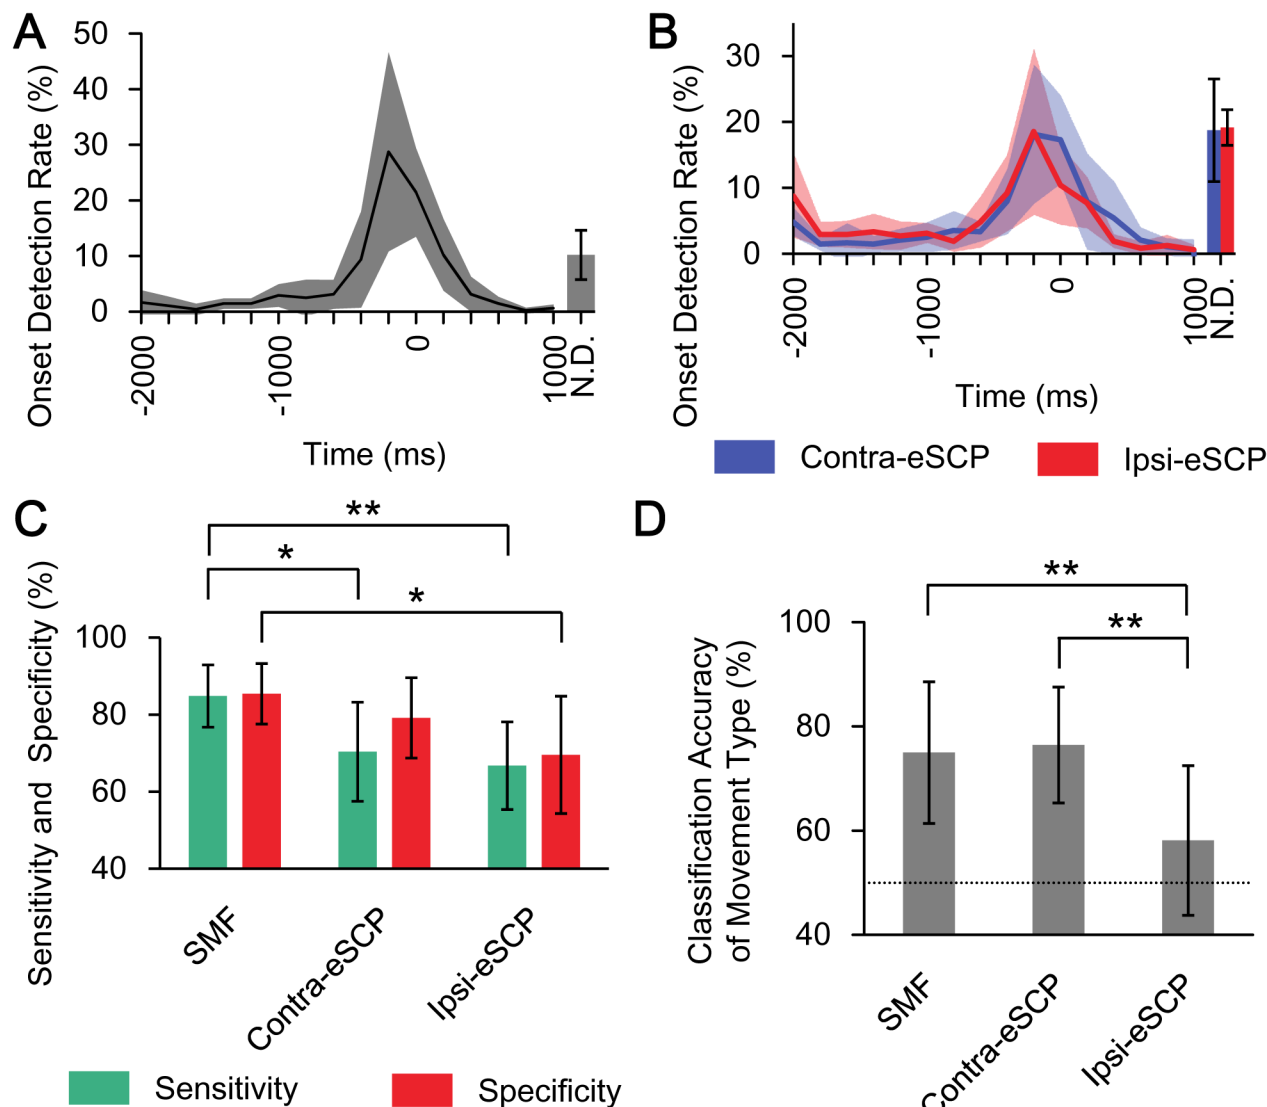 A
Onset Detection Rate (%)
50
40
30
20
10
0
-2000
-1000
0
1000
N.D.
Time (ms)
B
Onset Detection Rate (%)
30
20
10
0
-2000
-1000
0
1000
N.D.
Time (ms)
Contra-eSCP
Ipsi-eSCP
C
Sensitivity and Specificity (%)
**
*
*
100
80
60
40
SMF
Contra-eSCP
Ipsi-eSCP
Sensitivity
Specificity
D
Classification Accuracy
of Movement Type (%)
**
**
100
80
60
40
SMF
Contra-eSCP
Ipsi-eSCP